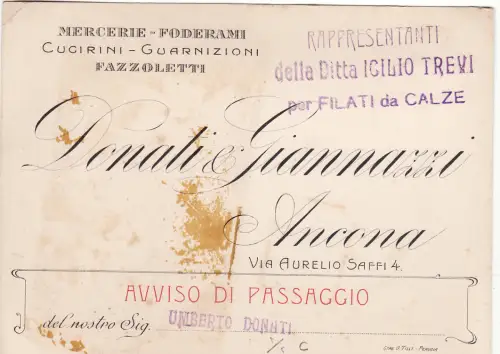 MERCERIE - FODERAMI
CUCIRINI - GUARNIZIONI
FAZZOLETTI
RAPPRESENTANTI
della Ditta IGILIO TREVI
per FILATI da CALZE
Donati & Giannazzi
Ancona
VIA AURELIO SAFFI 4.
AVVISO DI PASSAGGIO
del nostro Sig. UMBERTO DONATI